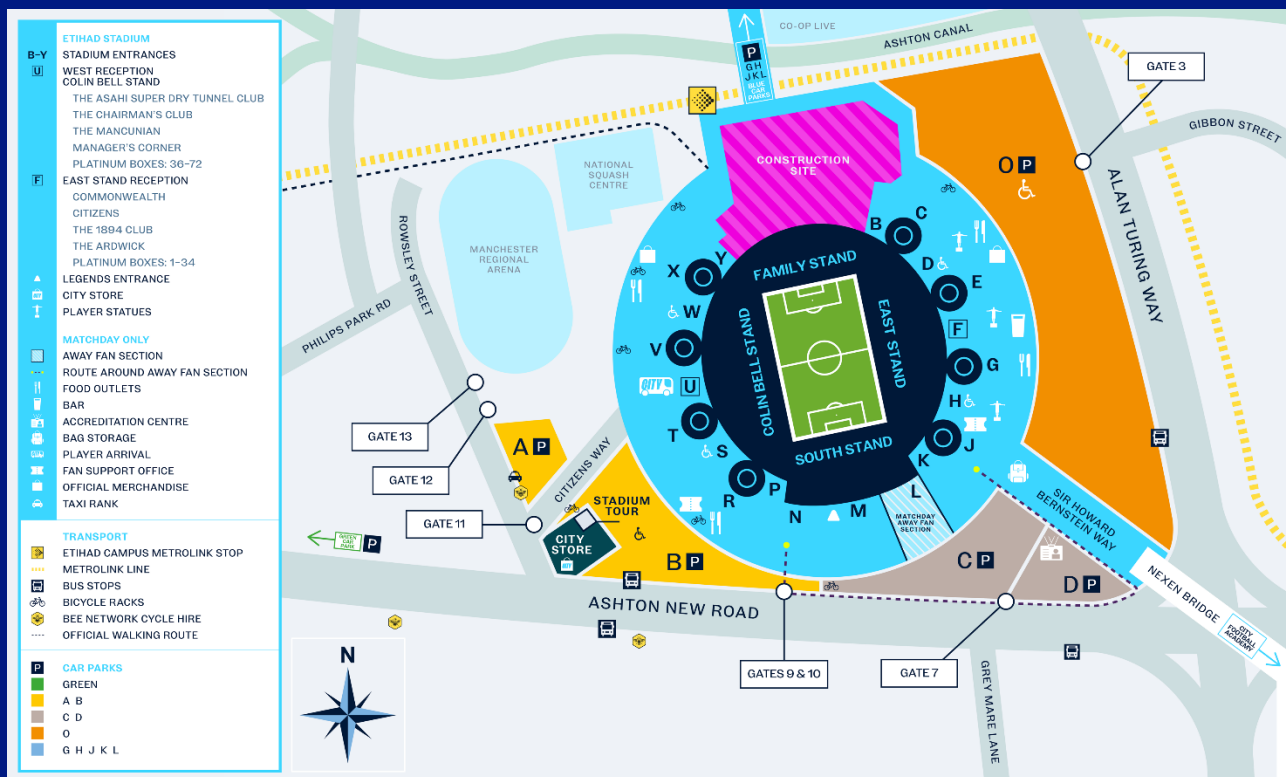 ETIHAD STADIUM
B–Y STADIUM ENTRANCES
U WEST RECEPTION
COLIN BELL STAND
THE ASAHI SUPER DRY TUNNEL CLUB
THE CHAIRMAN'S CLUB
THE MANCUNIAN
MANAGER'S CORNER
PLATINUM BOXES: 36–72
F EAST STAND RECEPTION
COMMONWEALTH
CITIZENS
THE 1894 CLUB
THE ARDWICK
PLATINUM BOXES: 1–34
LEGENDS ENTRANCE
CITY STORE
PLAYER STATUES
MATCHDAY ONLY
AWAY FAN SECTION
ROUTE AROUND AWAY FAN SECTION
FOOD OUTLETS
BAR
ACCREDITATION CENTRE
BAG STORAGE
PLAYER ARRIVAL
FAN SUPPORT OFFICE
OFFICIAL MERCHANDISE
TAXI RANK
TRANSPORT
ETIHAD CAMPUS METROLINK STOP
METROLINK LINE
BUS STOPS
BICYCLE RACKS
BEE NETWORK CYCLE HIRE
OFFICIAL WALKING ROUTE
P CAR PARKS
GREEN
A B
C D
O
G H J K L
CO-OP LIVE
ASHTON CANAL
P
GH
JKL
BLUE
CAR PARKS
GATE 3
GIBBON STREET
ALAN TURING WAY
O P
CONSTRUCTION
SITE
NATIONAL
SQUASH
CENTRE
MANCHESTER
REGIONAL
ARENA
ROWSLEY STREET
PHILIPS PARK RD
B
C
D
E
F
G
H
J
K
L
M
N
P
R
S
T
U
V
W
X
Y
FAMILY STAND
EAST STAND
COLIN BELL STAND
SOUTH STAND
CITY
MATCHDAY
AWAY FAN
SECTION
GATE 13
GATE 12
GATE 11
A P
CITIZENS WAY
STADIUM
TOUR
CITY
STORE
B P
C P
D P
GREEN
CAR
PARK
P
SIR HOWARD
BERNSTEIN WAY
NEXEN BRIDGE
CITY
FOOTBALL
ACADEMY
ASHTON NEW ROAD
GATES 9 & 10
GATE 7
GREY MARE LANE
N